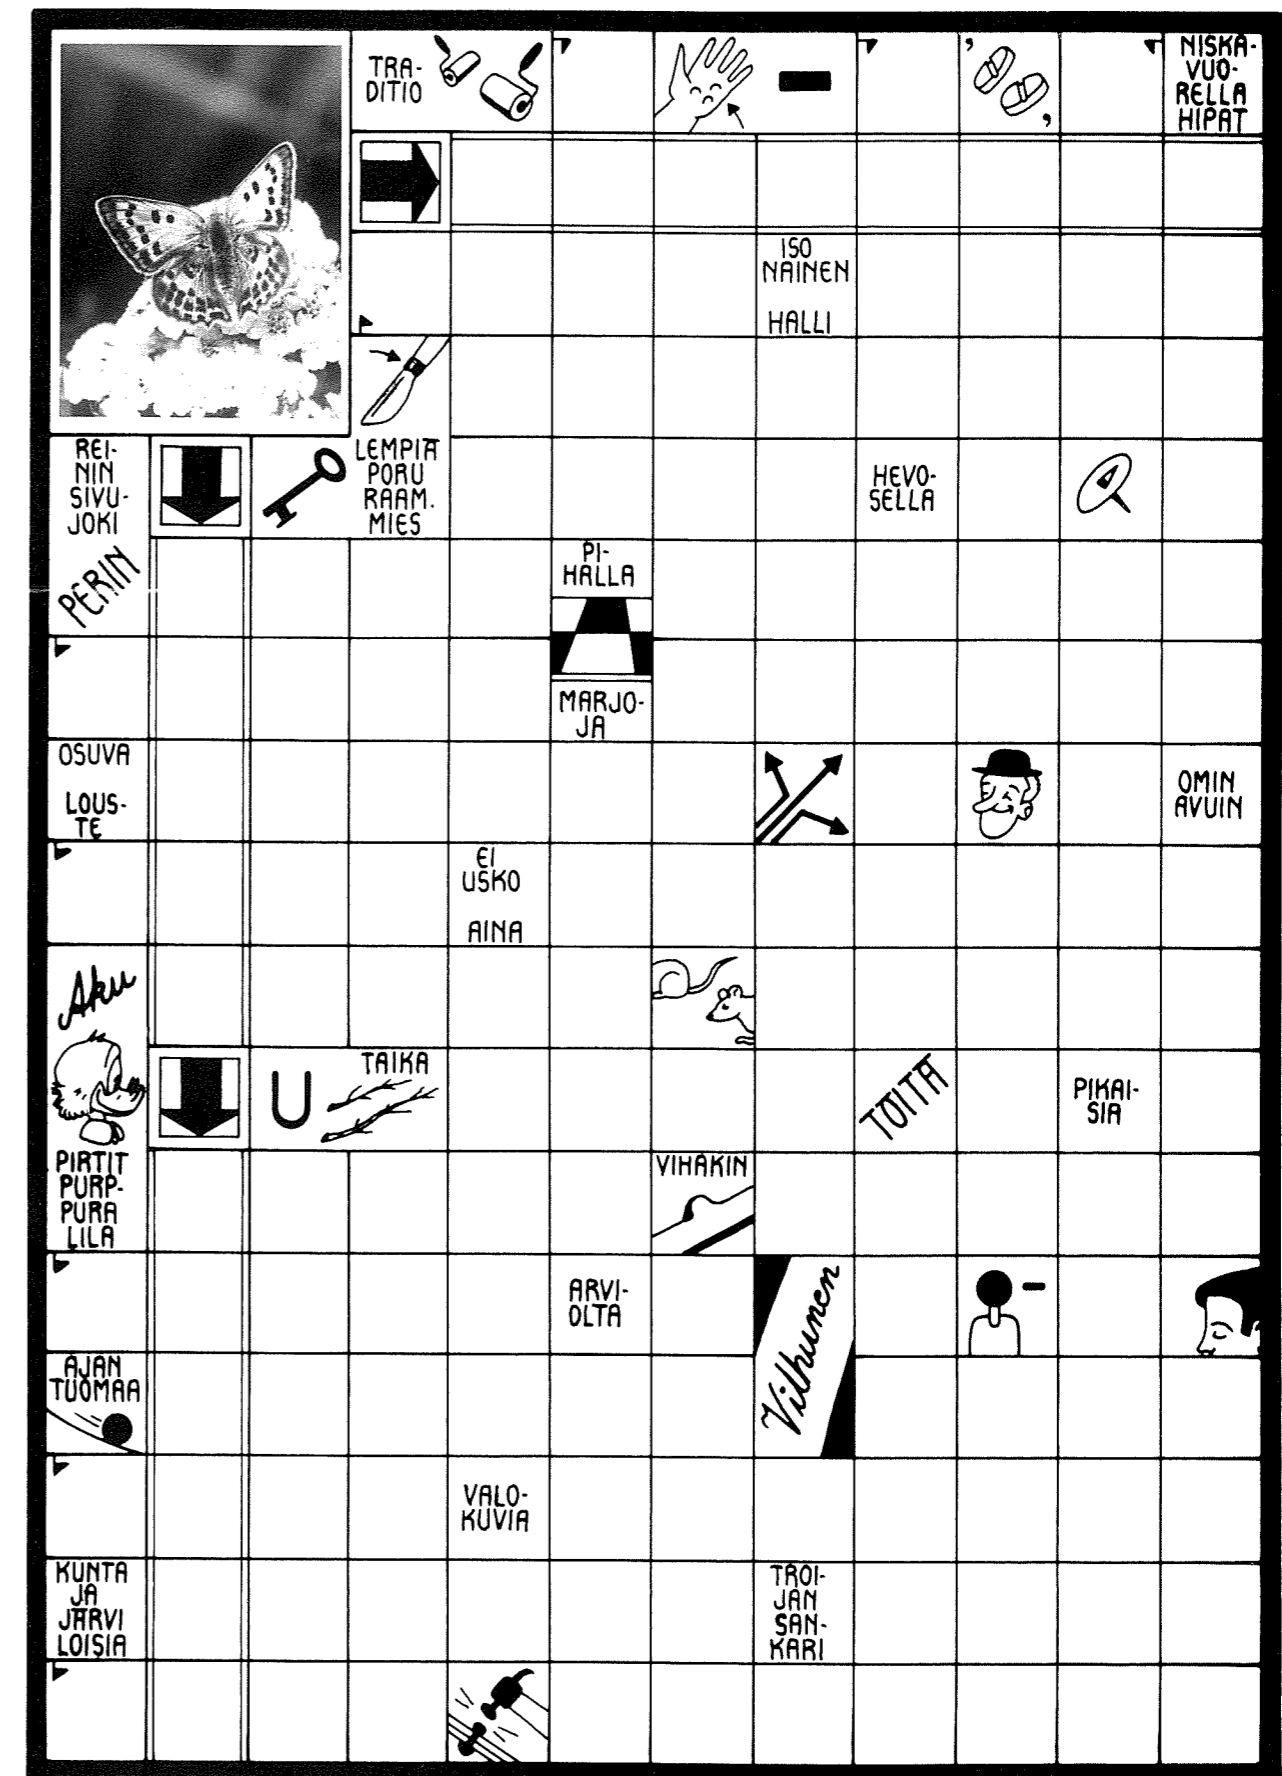 TRA-
DITIO
,
,
NISKA-
VUO-
RELLA
HIPAT
ISO
NAINEN
HALLI
REI-
NIN
SIVU-
JOKI
LEMPIÄ
PORU
RAAM.
MIES
HEVO-
SELLA
PERIN
PI-
HALLA
MARJO-
JA
OSUVA
LOUS-
TE
OMIN
AVUIN
EI
USKO
AINA
Aku
U
TAIKA
TÖITÄ
PIKAI-
SIA
PIRTIT
PURP-
PURA
LILA
VIHAKIN
ARVI-
OLTA
Vilhunen
AJAN
TUOMAA
VALO-
KUVIA
KUNTA
JA
JÄRVI
LOISIA
TROI-
JAN
SAN-
KARI